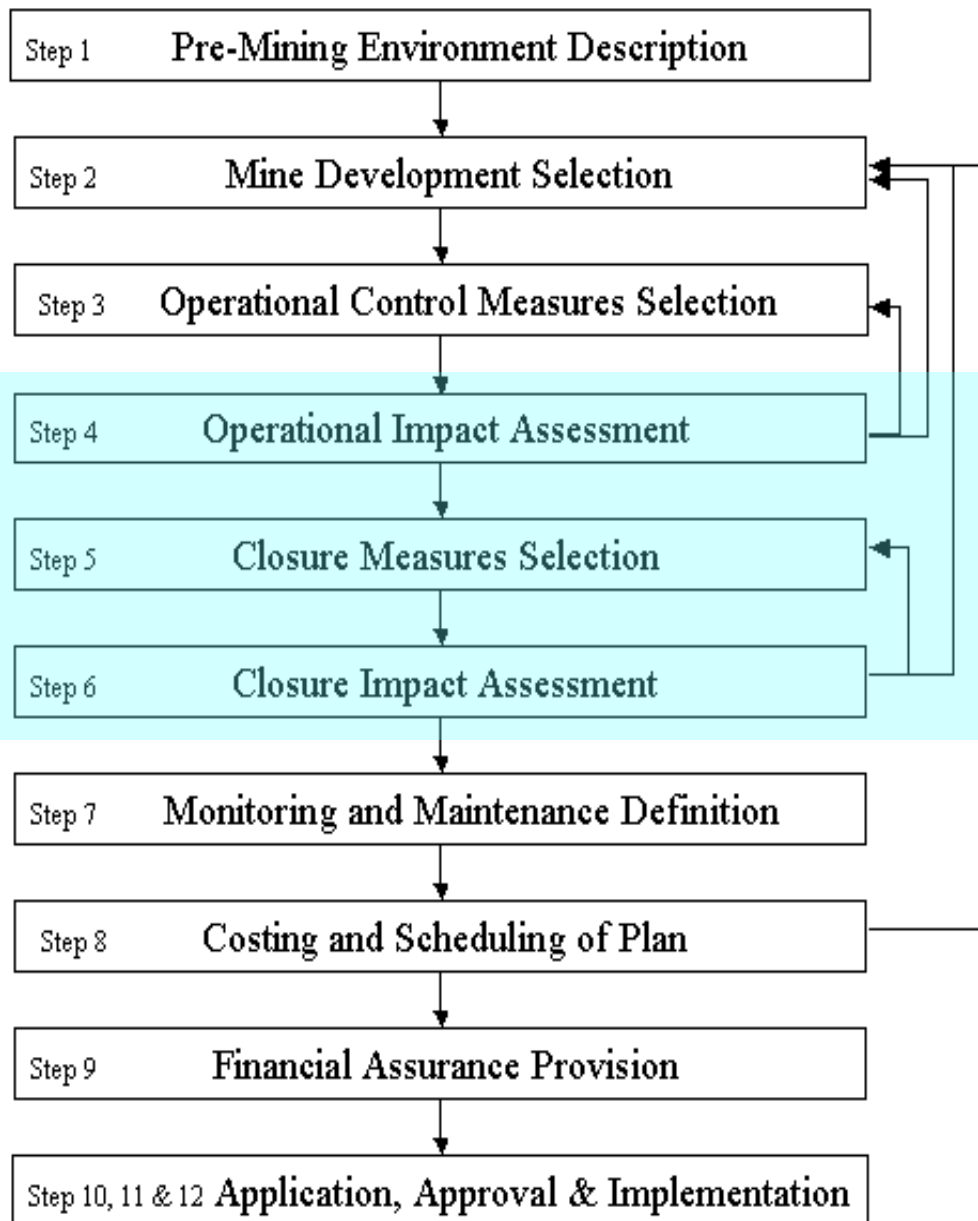 Step 1 Pre-Mining Environment Description
Step 2 Mine Development Selection
Step 3 Operational Control Measures Selection
Step 4 Operational Impact Assessment
Step 5 Closure Measures Selection
Step 6 Closure Impact Assessment
Step 7 Monitoring and Maintenance Definition
Step 8 Costing and Scheduling of Plan
Step 9 Financial Assurance Provision
Step 10, 11 & 12 Application, Approval & Implementation